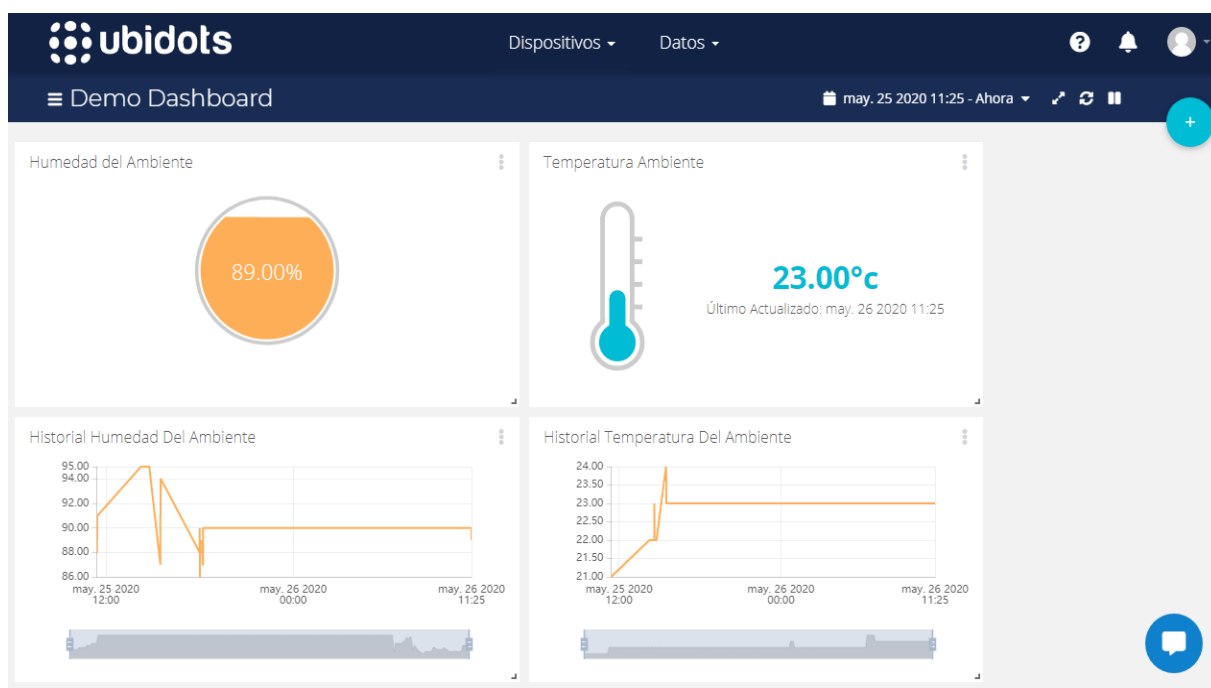 ubidots
Dispositivos
Datos
?
Demo Dashboard
may. 25 2020 11:25 - Ahora
+
Humedad del Ambiente
89.00%
Temperatura Ambiente
23.00°c
Último Actualizado: may. 26 2020 11:25
Historial Humedad Del Ambiente
95.00
94.00
92.00
90.00
88.00
86.00
may. 25 2020
12:00
may. 26 2020
00:00
may. 26 2020
11:25
Historial Temperatura Del Ambiente
24.00
23.50
23.00
22.50
22.00
21.50
21.00
may. 25 2020
12:00
may. 26 2020
00:00
may. 26 2020
11:25